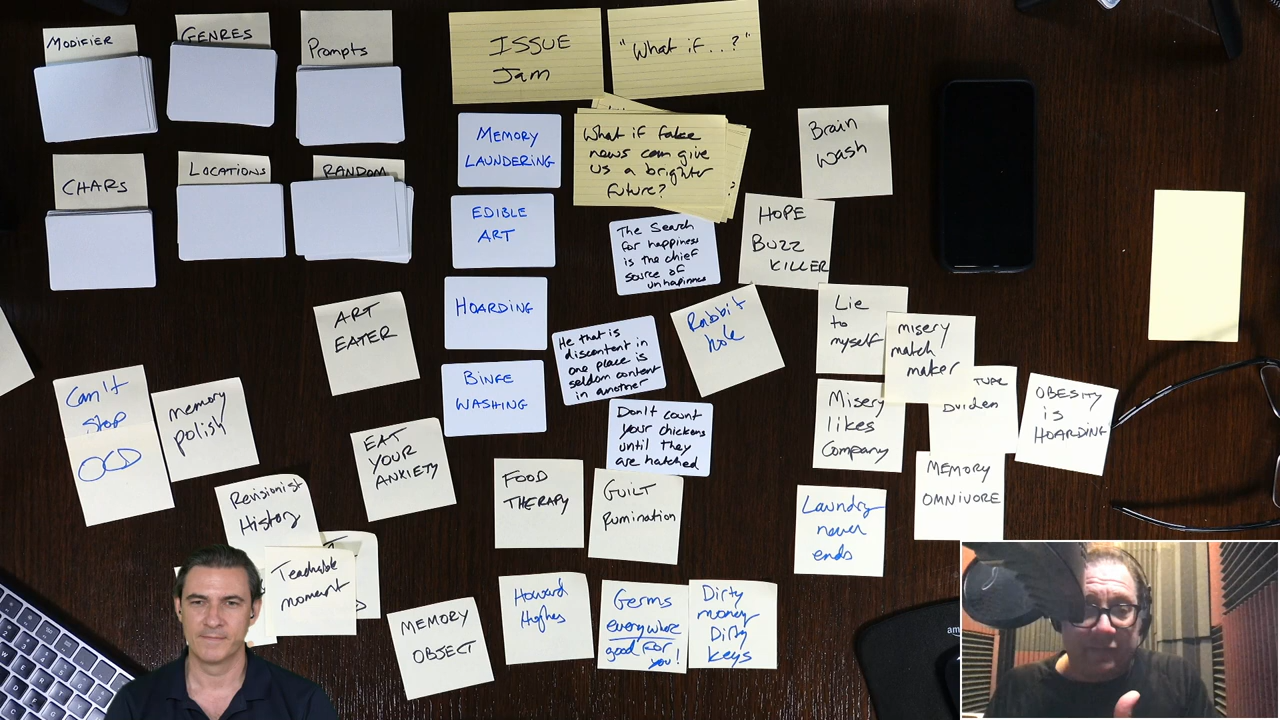 MODIFIER
GENRES
Prompts
CHARS
LOCATIONS
RANDOM
ISSUE
Jam
"What if..?"
MEMORY
LAUNDERING
EDIBLE
ART
HOARDING
BINGE
WASHING
What if fake
news can give
us a brighter
future?
The Search
for happiness
is the chief
source of
unhappiness
He that is
discontent in
one place is
seldom content
in another
Don't count
your chickens
until they
are hatched
Brain
Wash
HOPE
BUZZ
KILLER
Rabbit
hole
Lie
to
myself
misery
match
maker
Misery
likes
Company
OBESITY
IS
HOARDING
MEMORY
OMNIVORE
Laundry
never
ends
ART
EATER
Can't
Stop
OCD
Memory
polish
EAT
YOUR
ANXIETY
FOOD
THERAPY
GUILT
Rumination
Revisionist
History
Teachable
moment
MEMORY
OBJECT
Howard
Hughes
Germs
everywhere
good for
you!
Dirty
money
Dirty
keys